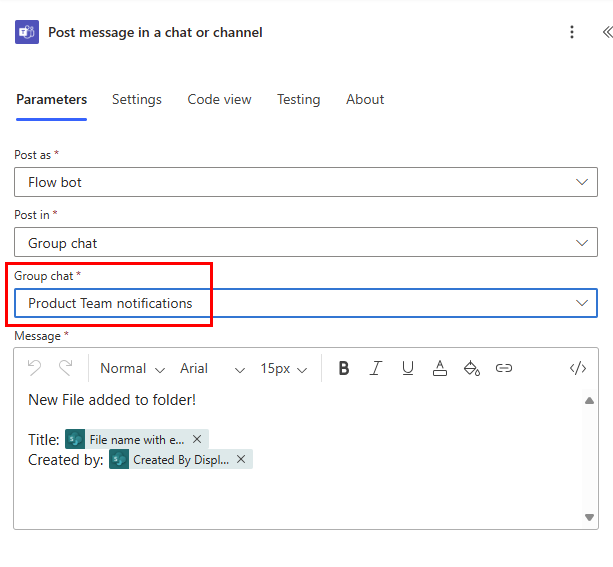 Post message in a chat or channel
Parameters Settings Code view Testing About
Post as *
Flow bot
Post in *
Group chat
Group chat *
Product Team notifications
Message *
Normal Arial 15px B I U A </>
New File added to folder!
Title: File name with e... ×
Created by: Created By Displ... ×